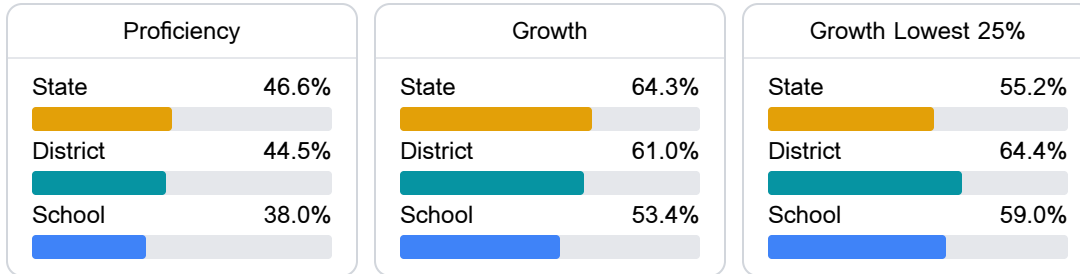 Proficiency
State 46.6%
District 44.5%
School 38.0%
Growth
State 64.3%
District 61.0%
School 53.4%
Growth Lowest 25%
State 55.2%
District 64.4%
School 59.0%